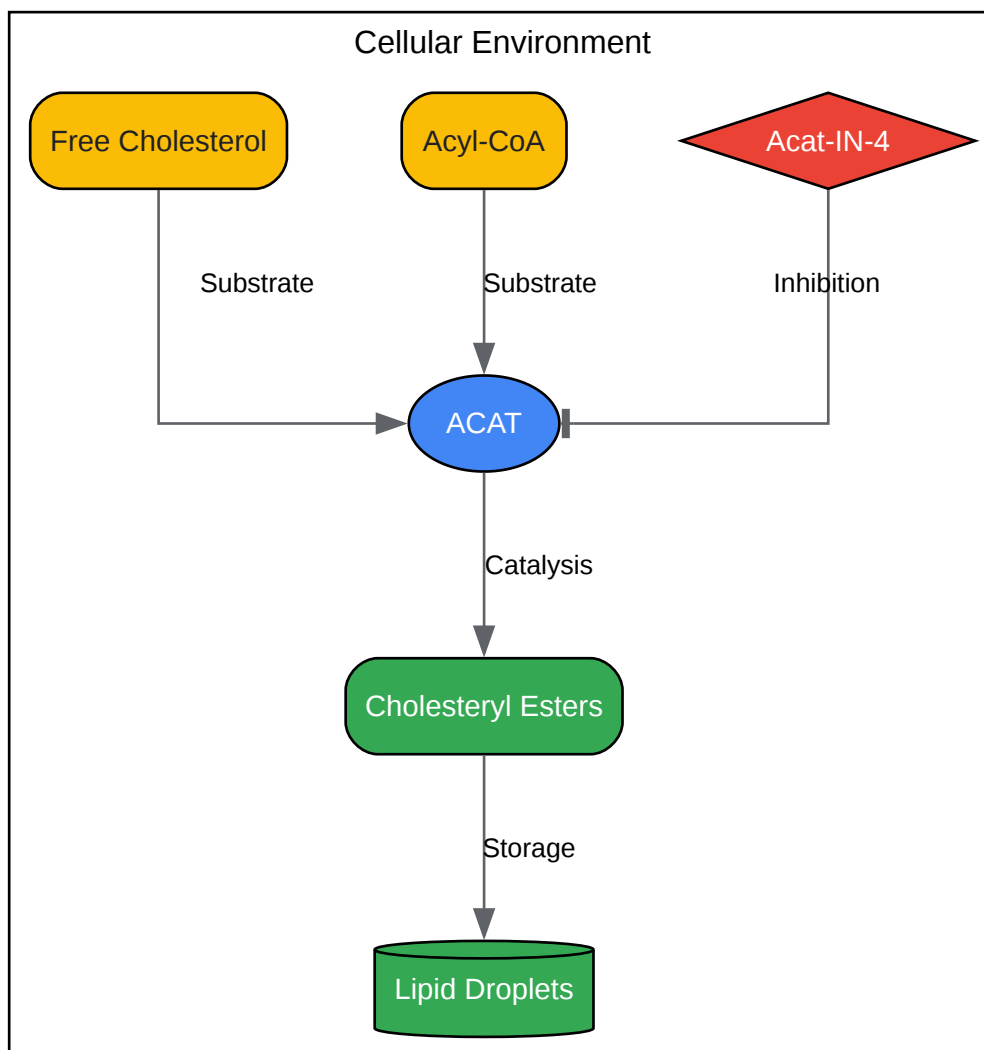 Cellular Environment
Free Cholesterol
Acyl-CoA
Acat-IN-4
Substrate
Substrate
Inhibition
ACAT
Catalysis
Cholesteryl Esters
Storage
Lipid Droplets